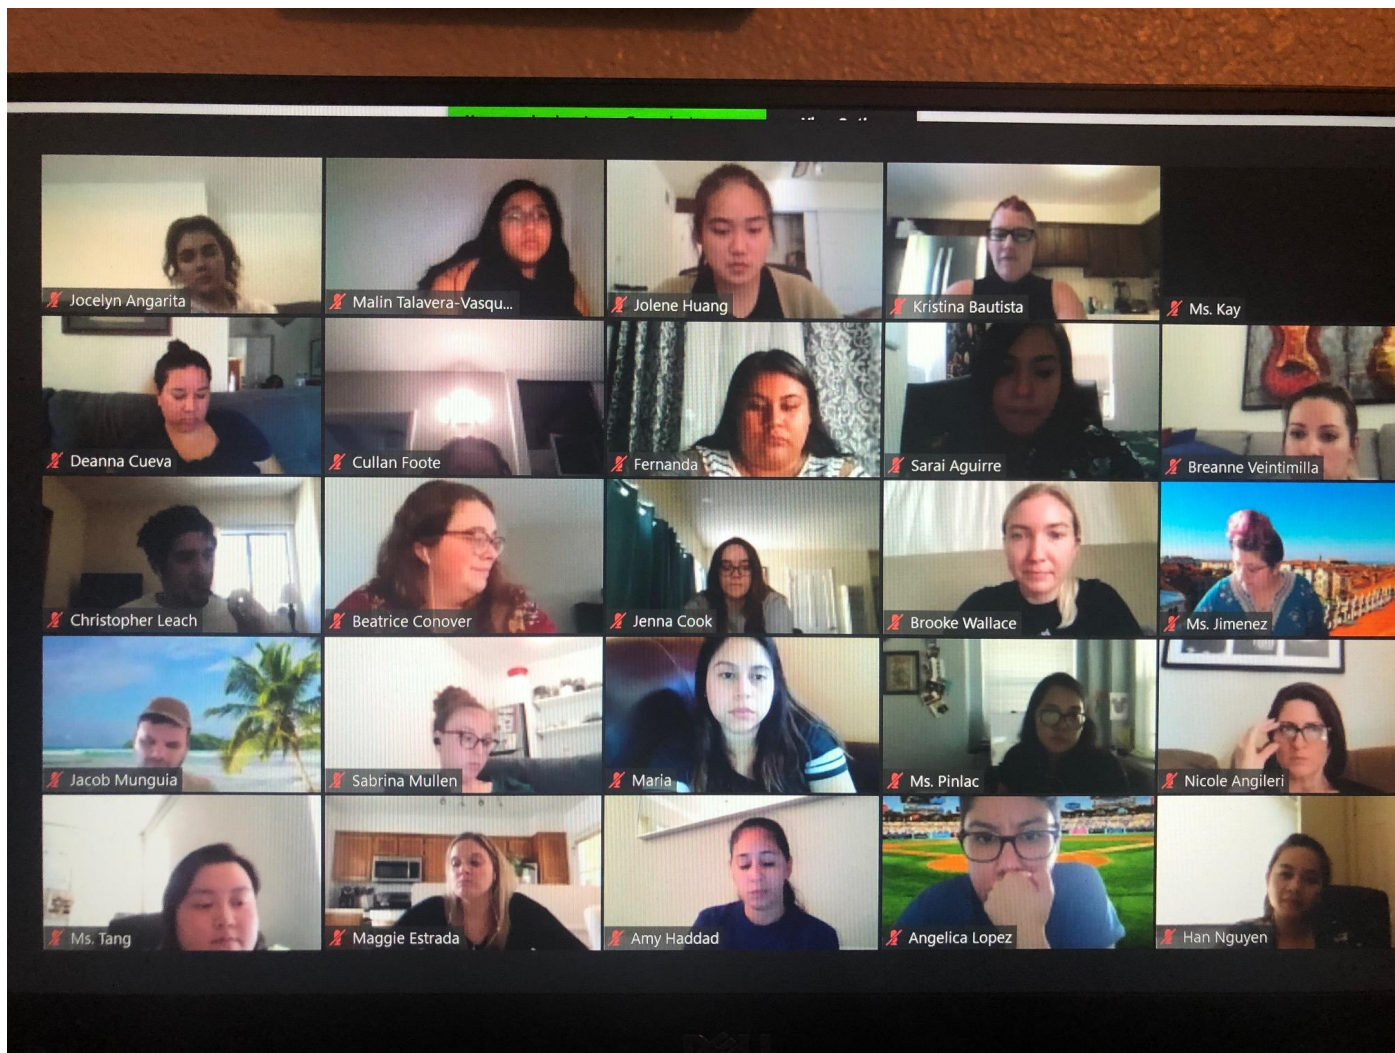 Jocelyn Angarita
Malin Talavera-Vasqu...
Jolene Huang
Kristina Bautista
Ms. Kay
Deanna Cueva
Cullan Foote
Fernanda
Sarai Aguirre
Breanne Veintimilla
Christopher Leach
Beatrice Conover
Jenna Cook
Brooke Wallace
Ms. Jimenez
Jacob Munguia
Sabrina Mullen
Maria
Ms. Pinlac
Nicole Angileri
Ms. Tang
Maggie Estrada
Amy Haddad
Angelica Lopez
Han Nguyen